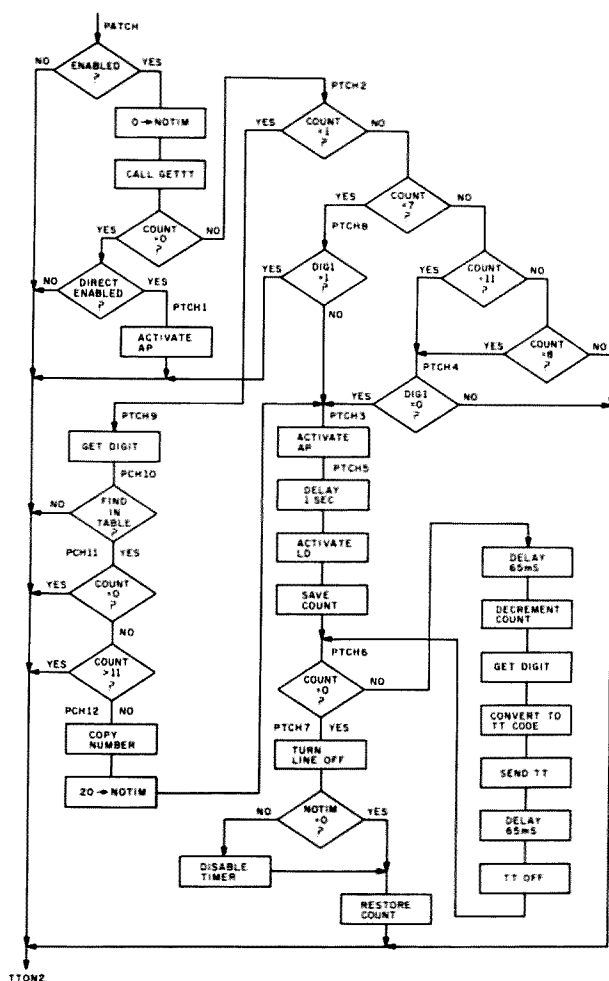 PATCH
NO
ENABLED
?
YES
0→NOTIM
CALL GETTT
YES
COUNT
=0
?
NO
NO
DIRECT
ENABLED
?
YES
PTCH1
ACTIVATE
AP
PTCH2
YES
COUNT
=1
?
NO
YES
COUNT
=7
?
NO
PTCH8
YES
DIG1
=1
?
NO
YES
COUNT
=11
?
NO
YES
COUNT
=8
?
NO
PTCH4
YES
DIG1
=0
?
NO
PTCH9
GET DIGIT
PCH10
NO
FIND
IN
TABLE
?
PCH11
YES
YES
COUNT
=0
?
NO
YES
COUNT
>11
?
PCH12
NO
COPY
NUMBER
20→NOTIM
PTCH3
ACTIVATE
AP
PTCH5
DELAY
1 SEC
ACTIVATE
LD
SAVE
COUNT
PTCH6
COUNT
=0
?
NO
PTCH7
YES
TURN
LINE OFF
NO
NOTIM
=0
?
YES
DISABLE
TIMER
RESTORE
COUNT
DELAY
65mS
DECREMENT
COUNT
GET DIGIT
CONVERT TO
TT CODE
SEND TT
DELAY
65mS
TT OFF
TTON2